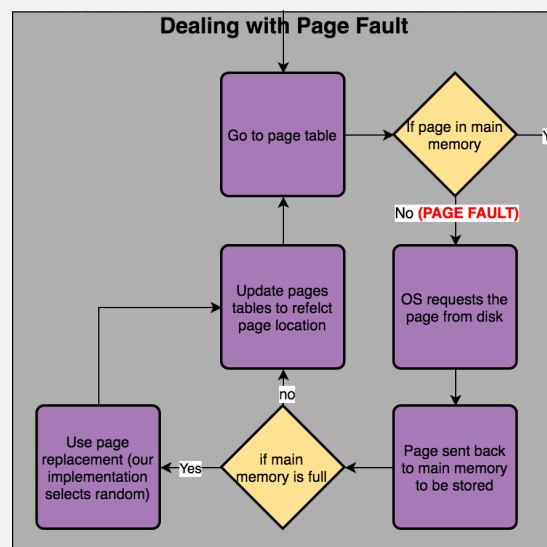 Dealing with Page Fault
Go to page table
If page in main
memory
No (PAGE FAULT)
Update pages
tables to refelct
page location
OS requests the
page from disk
no
Use page
replacement (our
implementation
selects random)
Yes
if main
memory is full
Page sent back
to main memory
to be stored